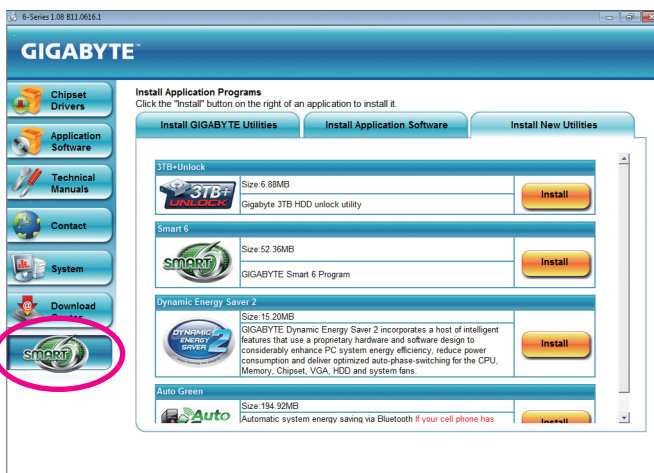 6-Series 1.08 B11.0616.1
GIGABYTE™
Chipset
Drivers
Application
Software
Technical
Manuals
Contact
System
Download
SMART 6
Install Application Programs
Click the "Install" button on the right of an application to install it.
Install GIGABYTE Utilities
Install Application Software
Install New Utilities
3TB+Unlock
3TB+
UNLOCK
Size:6.88MB
Gigabyte 3TB HDD unlock utility
Install
Smart 6
SMART 6
Size:52.36MB
GIGABYTE Smart 6 Program
Install
Dynamic Energy Saver 2
DYNAMIC
ENERGY
SAVER
2
Size:15.20MB
GIGABYTE Dynamic Energy Saver 2 incorporates a host of intelligent
features that use a proprietary hardware and software design to
considerably enhance PC system energy efficiency, reduce power
consumption and deliver optimized auto-phase-switching for the CPU,
Memory, Chipset, VGA, HDD and system fans.
Install
Auto Green
Auto
Size:194.92MB
Automatic system energy saving via Bluetooth If your cell phone has
Install